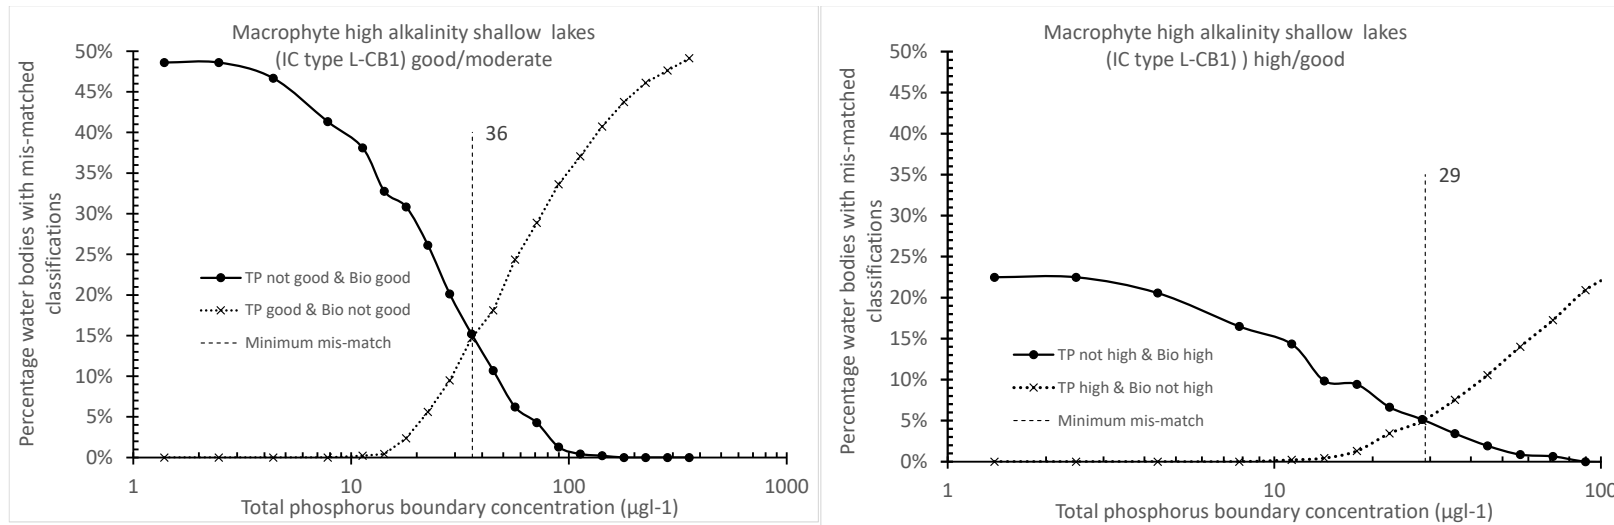 Macrophyte high alkalinity shallow lakes
(IC type L-CB1) good/moderate
Percentage water bodies with mis-matched
classifications
50%
45%
40%
35%
30%
25%
20%
15%
10%
5%
0%
36
TP not good & Bio good
TP good & Bio not good
Minimum mis-match
1
10
100
1000
Total phosphorus boundary concentration (µgl-1)
Macrophyte high alkalinity shallow lakes
(IC type L-CB1) ) high/good
Percentage water bodies with mis-matched
classifications
50%
45%
40%
35%
30%
25%
20%
15%
10%
5%
0%
29
TP not high & Bio high
TP high & Bio not high
Minimum mis-match
1
10
100
Total phosphorus boundary concentration (µgl-1)